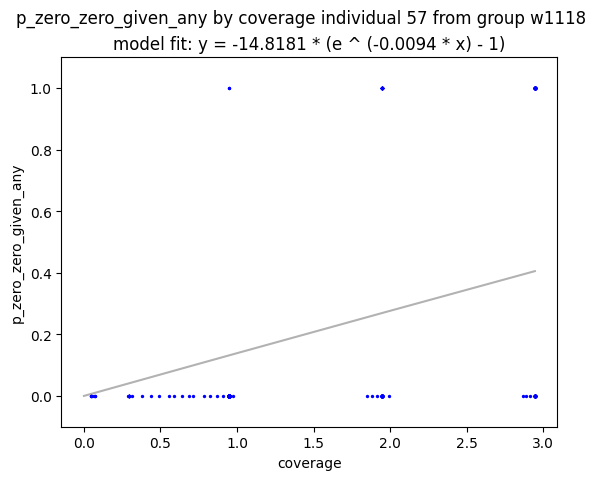 p_zero_zero_given_any by coverage individual 57 from group w1118
model fit: y = -14.8181 * (e ^ (-0.0094 * x) - 1)
p_zero_zero_given_any
1.0
0.8
0.6
0.4
0.2
0.0
0.0 0.5 1.0 1.5 2.0 2.5 3.0
coverage